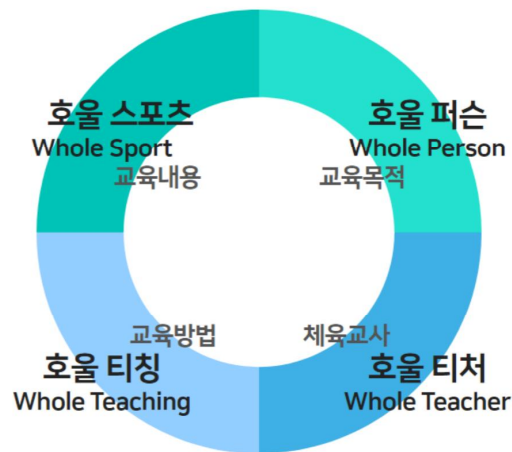 호울 스포츠
Whole Sport
교육내용
호울 퍼슨
Whole Person
교육목적
교육방법
호울 티칭
Whole Teaching
체육교사
호울 티처
Whole Teacher